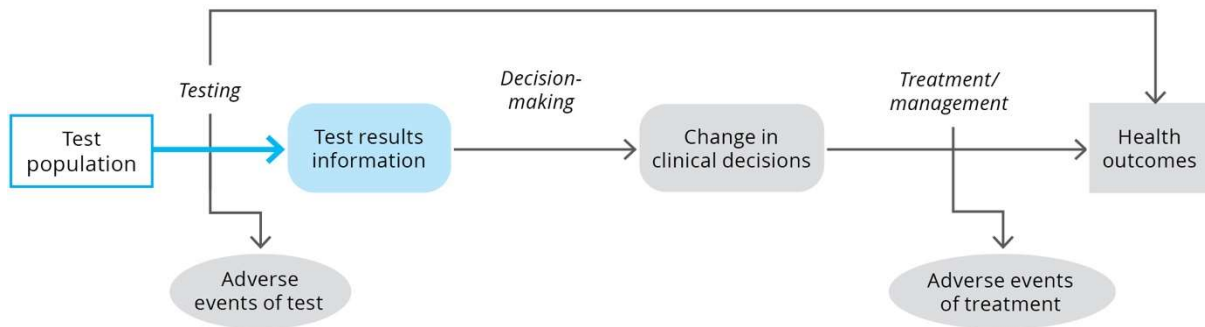 Testing
Decision-
making
Treatment/
management
Test
population
Test results
information
Change in
clinical decisions
Health
outcomes
Adverse
events of test
Adverse events
of treatment